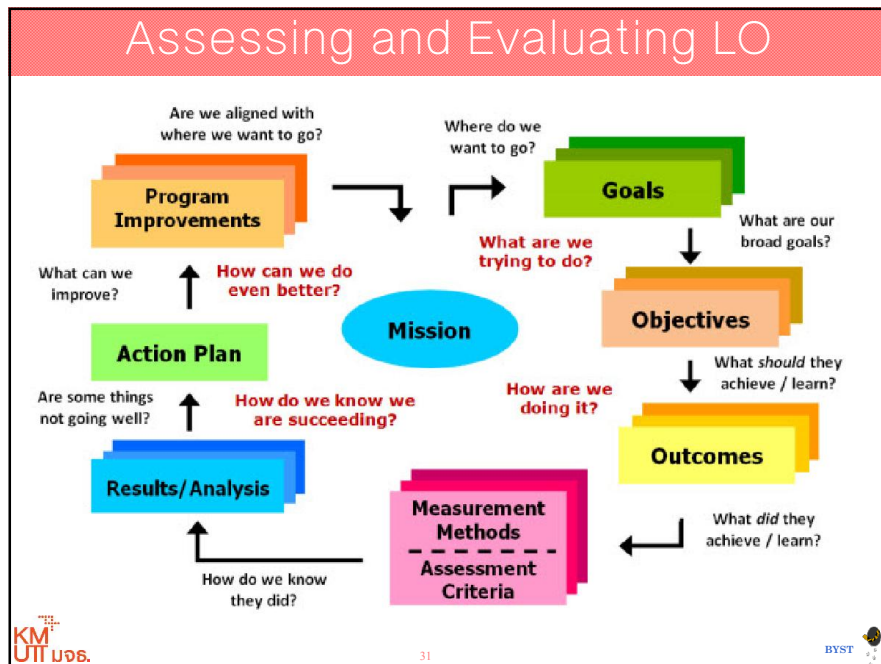 Assessing and Evaluating LO
Are we aligned with
where we want to go?
Where do we
want to go?
Program
Improvements
Goals
What are our
broad goals?
What are we
trying to do?
What can we
improve?
How can we do
even better?
Mission
Objectives
Action Plan
What should they
achieve / learn?
How are we
doing it?
Are some things
not going well?
How do we know we
are succeeding?
Outcomes
Results/Analysis
Measurement
Methods
Assessment
Criteria
What did they
achieve / learn?
How do we know
they did?
KM
UTT มจธ.
31
BYST